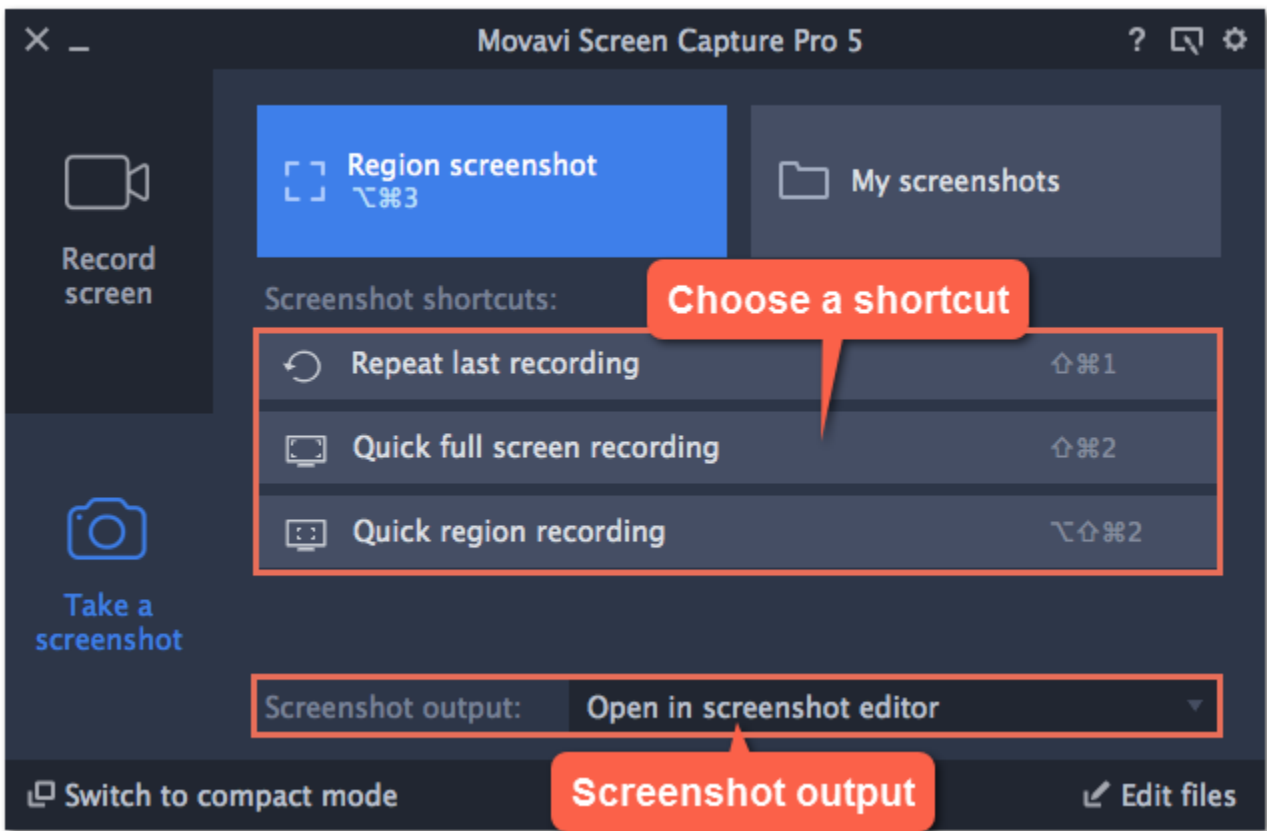 Movavi Screen Capture Pro 5
?
Region screenshot
⌥⌘3
My screenshots
Record
screen
Screenshot shortcuts:
Choose a shortcut
Repeat last recording ⇧⌘1
Quick full screen recording ⇧⌘2
Quick region recording ⌥⇧⌘2
Take a
screenshot
Screenshot output: Open in screenshot editor
Screenshot output
Switch to compact mode
Edit files